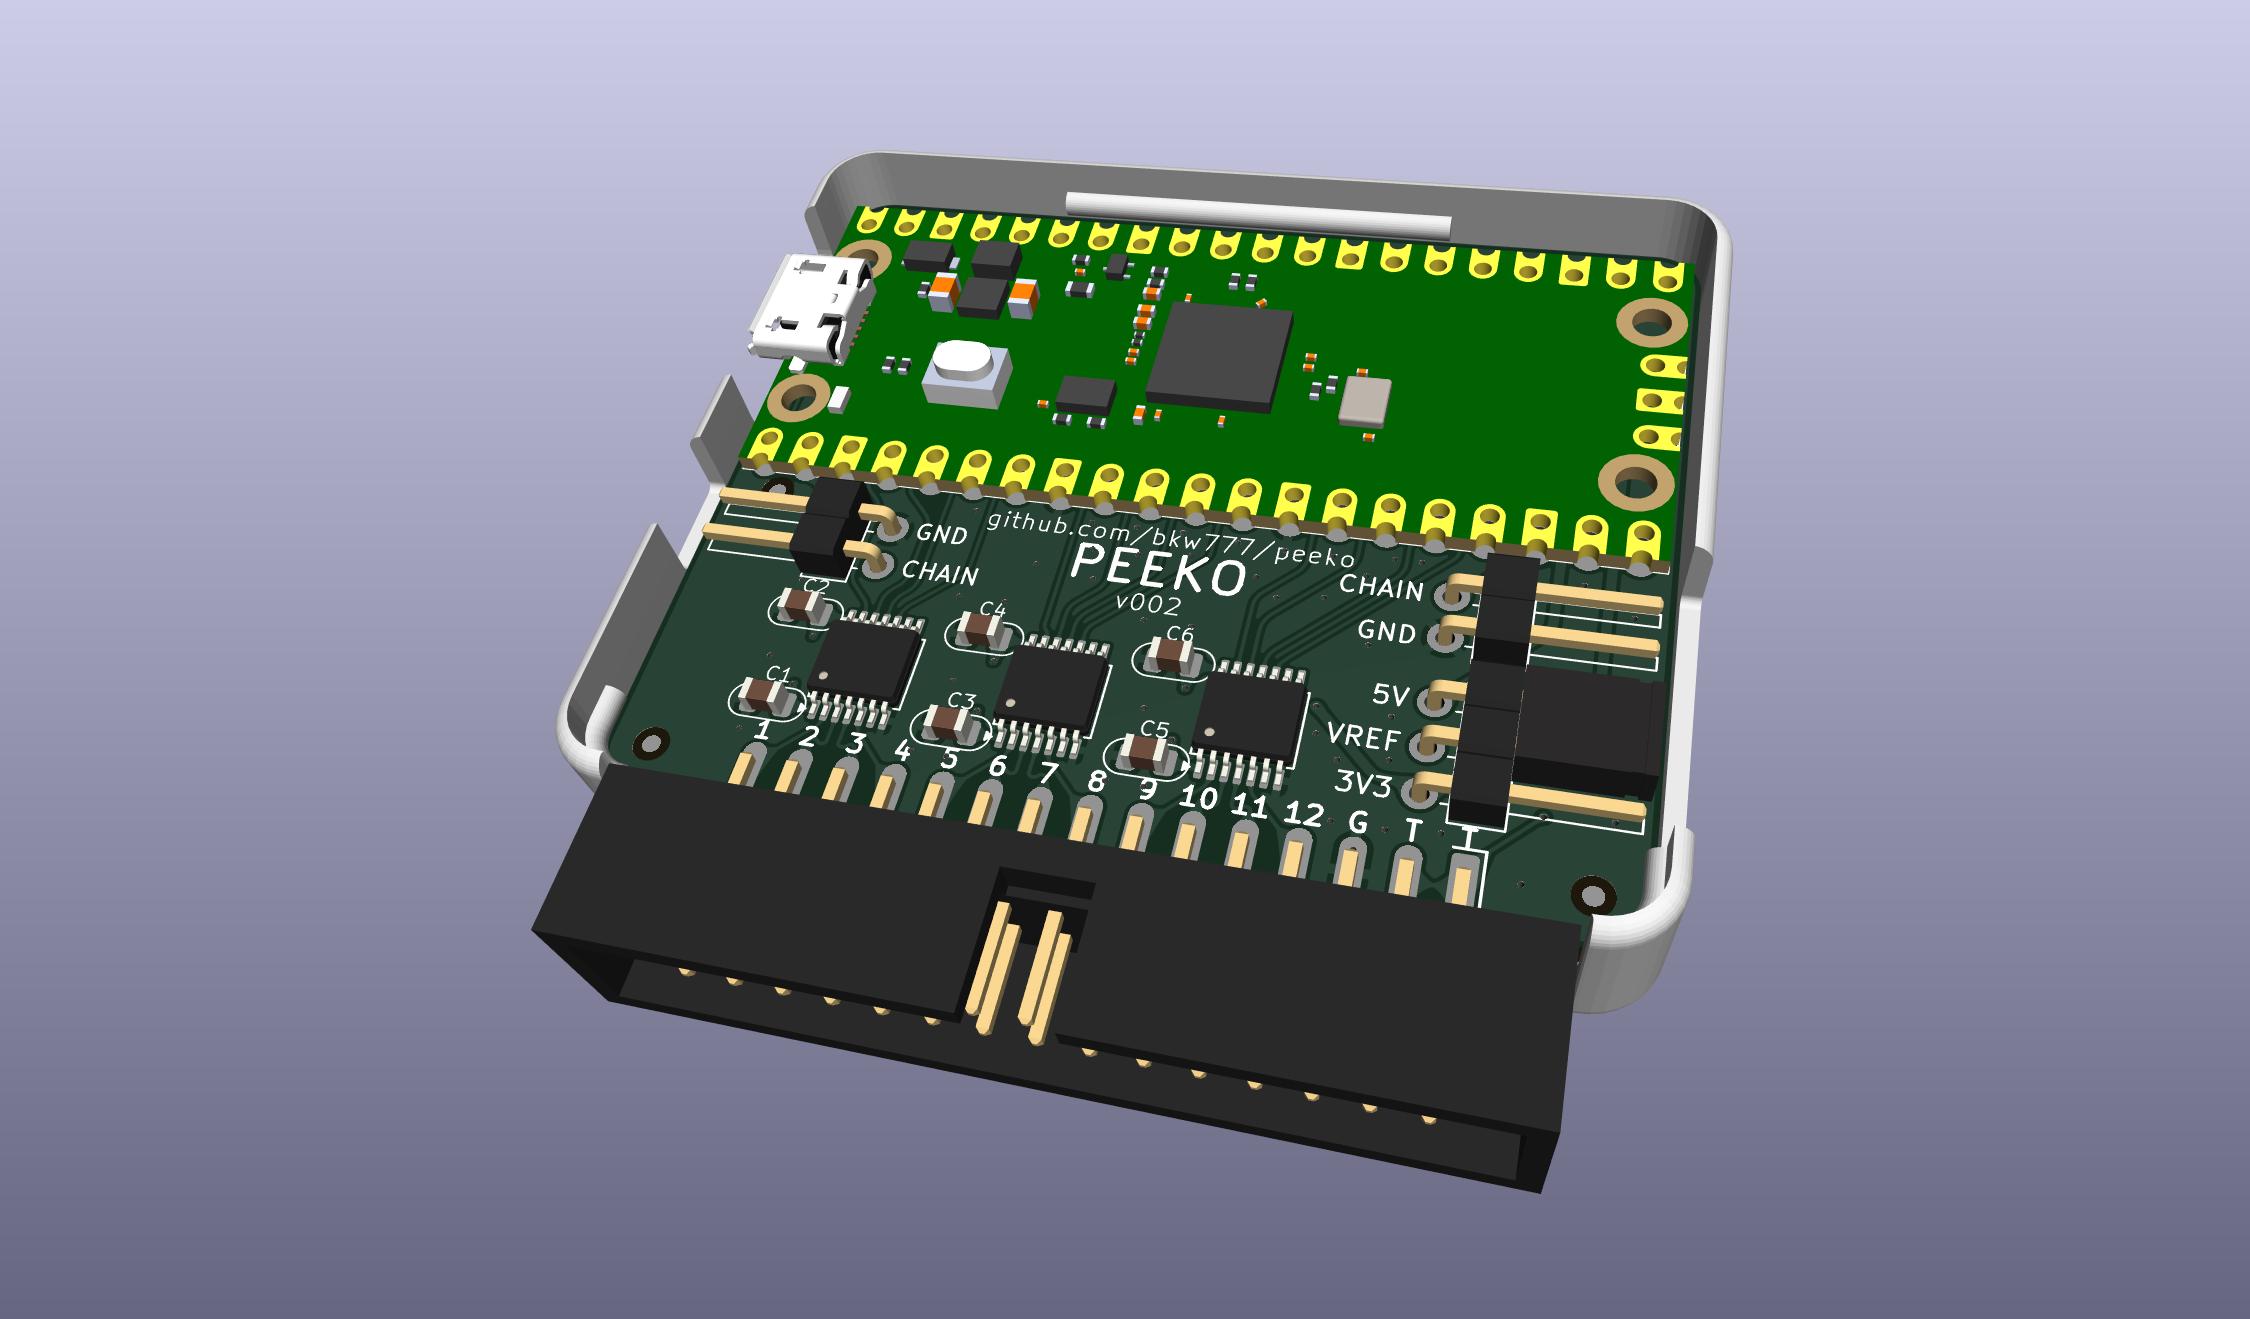 github.com/bkw777/peeko
PEEKO
v002
GND
CHAIN
CHAIN
GND
5V
VREF
3V3
C2
C4
C6
C1
C3
C5
1 2 3 4 5 6 7 8 9 10 11 12 G T T